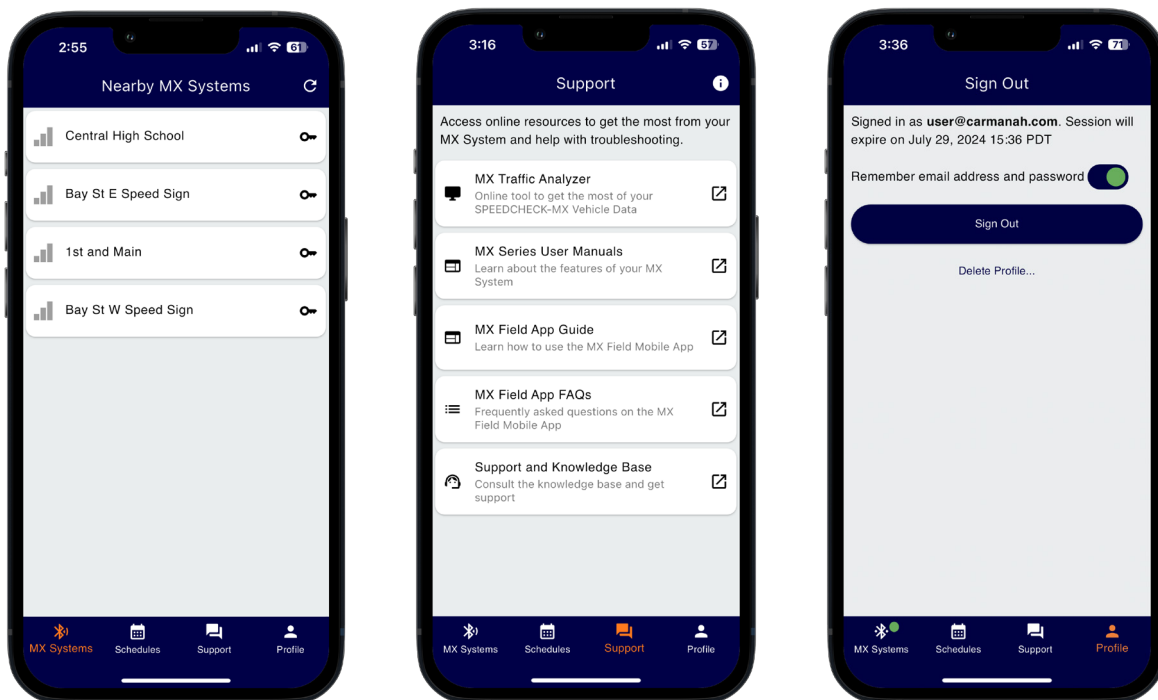 2:55
61
Nearby MX Systems
Central High School
Bay St E Speed Sign
1st and Main
Bay St W Speed Sign
MX Systems
Schedules
Support
Profile
3:16
57
Support
Access online resources to get the most from your
MX System and help with troubleshooting.
MX Traffic Analyzer
Online tool to get the most of your
SPEEDCHECK-MX Vehicle Data
MX Series User Manuals
Learn about the features of your MX
System
MX Field App Guide
Learn how to use the MX Field Mobile App
MX Field App FAQs
Frequently asked questions on the MX
Field Mobile App
Support and Knowledge Base
Consult the knowledge base and get
support
MX Systems
Schedules
Support
Profile
3:36
71
Sign Out
Signed in as user@carmanah.com. Session will
expire on July 29, 2024 15:36 PDT
Remember email address and password
Sign Out
Delete Profile...
MX Systems
Schedules
Support
Profile